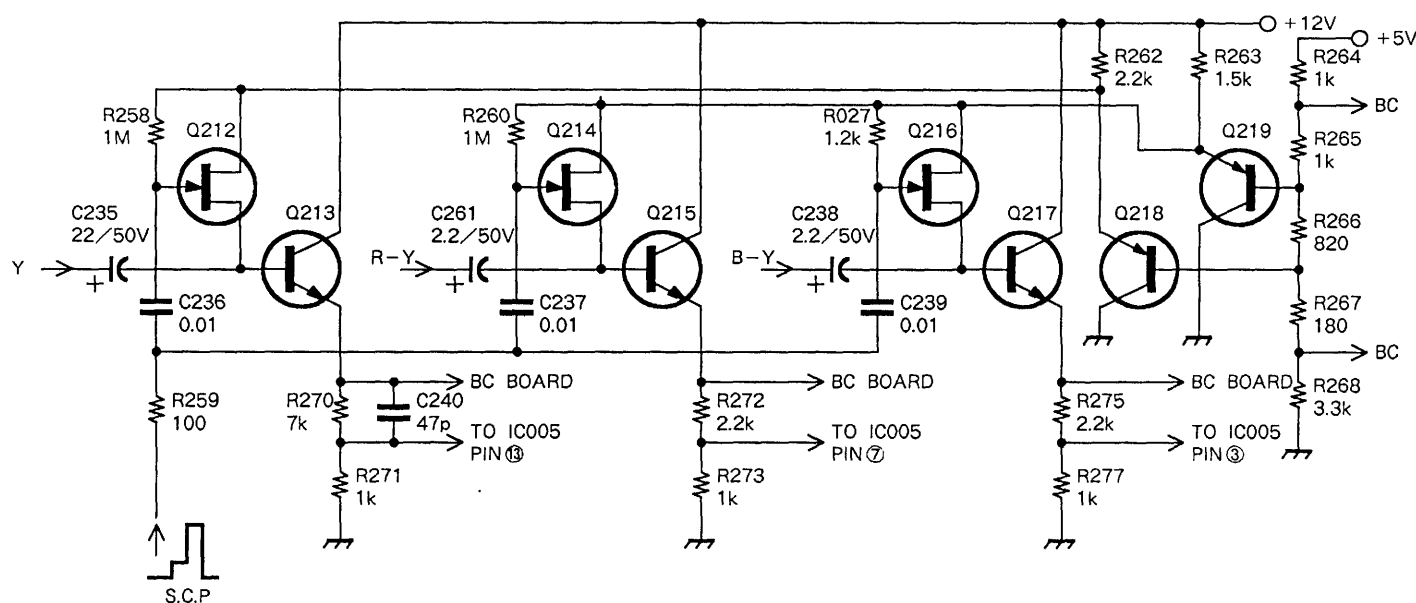 +12V
+5V
R262
2.2k
R263
1.5k
R264
1k
BC
R258
1M
Q212
R260
1M
Q214
R027
1.2k
Q216
Q219
R265
1k
C235
22/50V
Q213
C261
2.2/50V
Q215
C238
2.2/50V
Q217
Q218
R266
820
Y
+
R-Y
+
B-Y
+
C236
0.01
C237
0.01
C239
0.01
R267
180
BC
BC BOARD
BC BOARD
BC BOARD
R259
100
R270
7k
C240
47p
R272
2.2k
R275
2.2k
R268
3.3k
TO IC005
PIN⑬
TO IC005
PIN⑦
TO IC005
PIN③
R271
1k
R273
1k
R277
1k
S.C.P